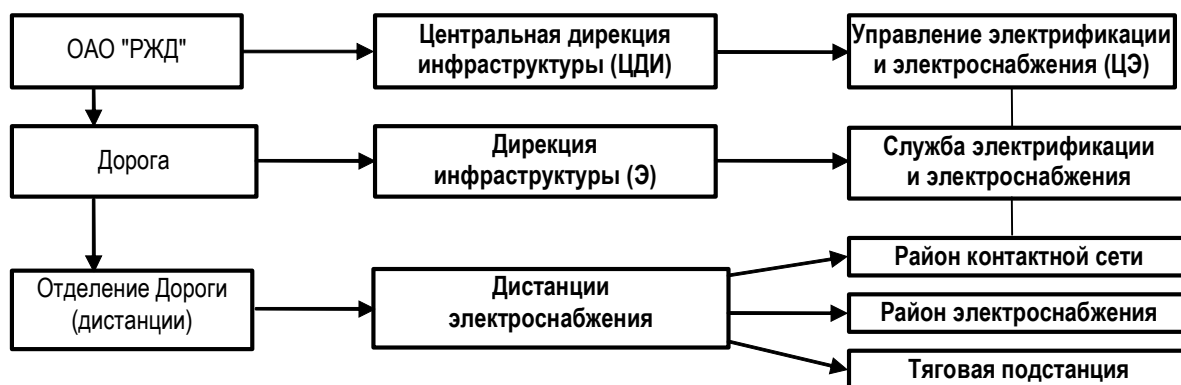 ОАО "РЖД"
Центральная дирекция
инфраструктуры (ЦДИ)
Управление электрификации
и электроснабжения (ЦЭ)
Дорога
Дирекция
инфраструктуры (Э)
Служба электрификации
и электроснабжения
Отделение Дороги
(дистанции)
Дистанции
электроснабжения
Район контактной сети
Район электроснабжения
Тяговая подстанция